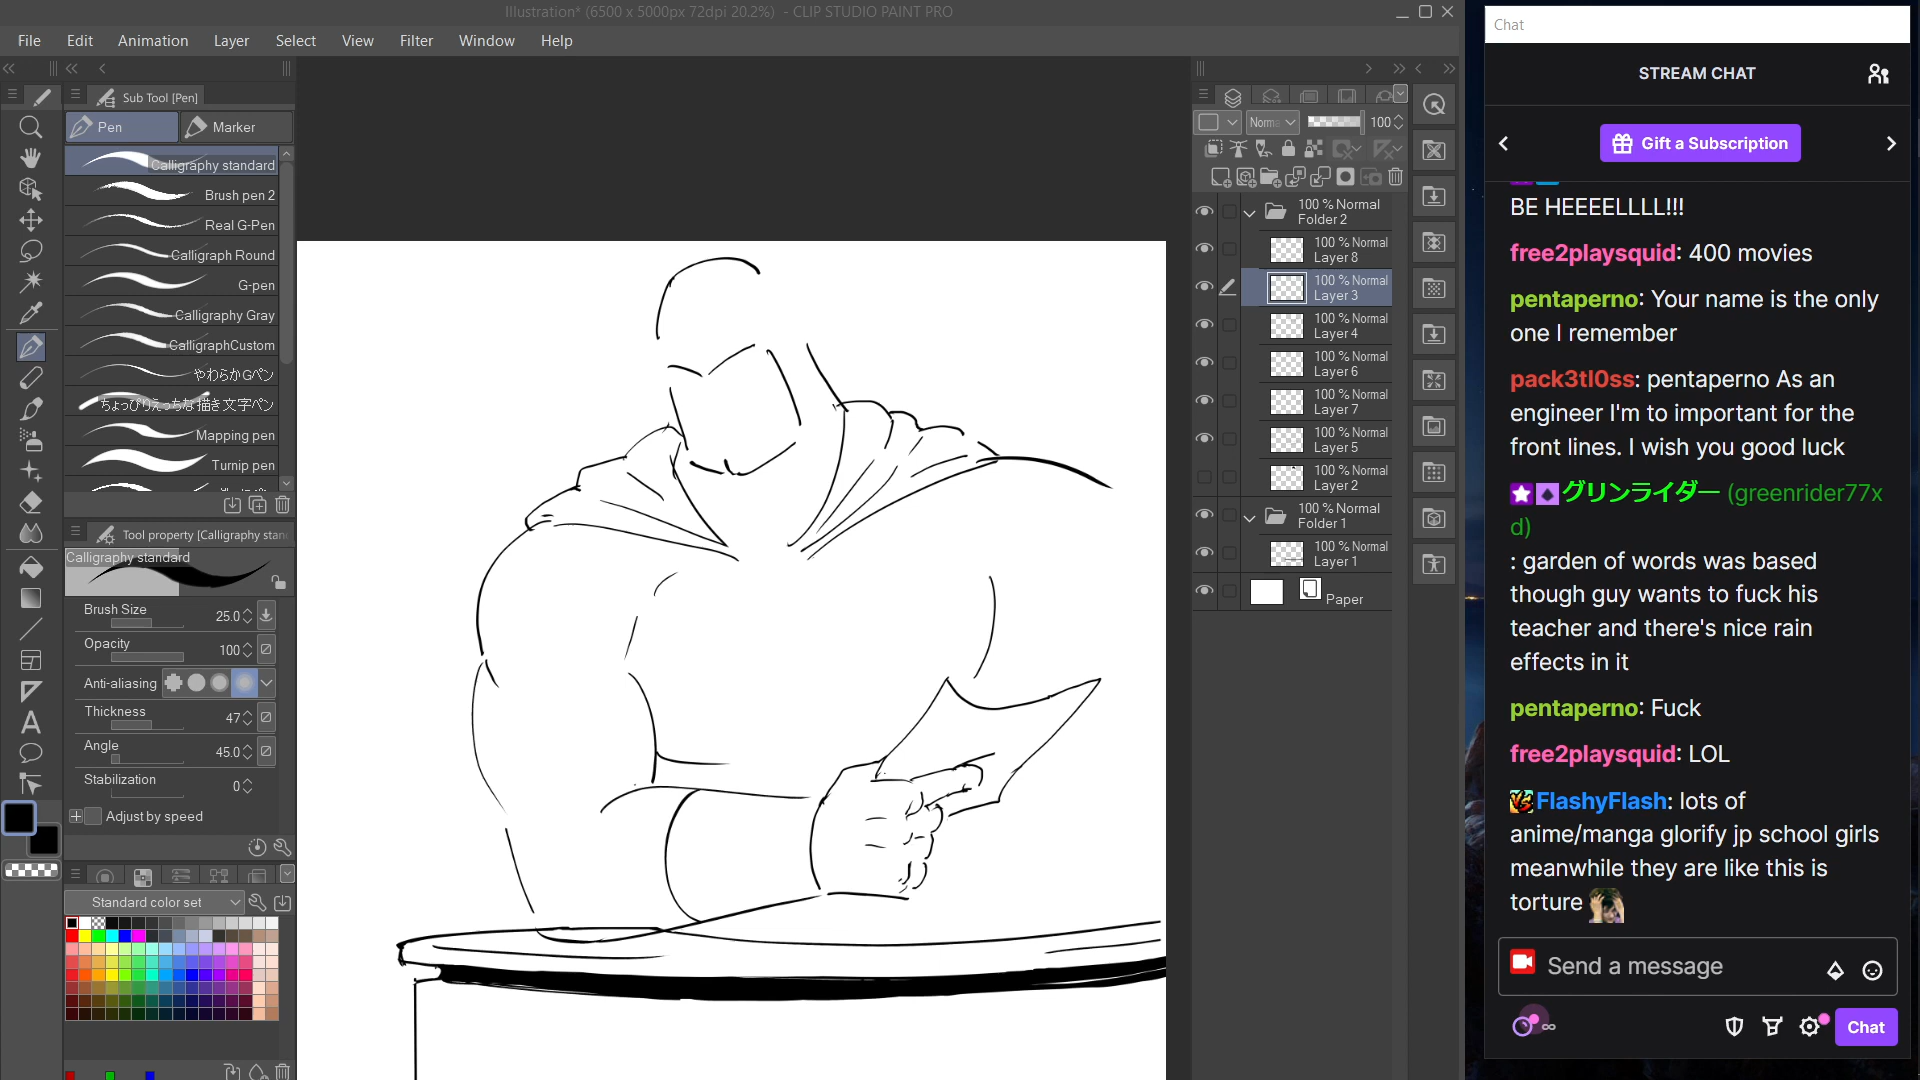 Illustration* (6500 x 5000px 72dpi 20.2%) - CLIP STUDIO PAINT PRO
File Edit Animation Layer Select View Filter Window Help
Sub Tool [Pen]
Pen
Marker
Calligraphy standard
Brush pen 2
Real G-Pen
Calligraph Round
G-pen
Calligraphy Gray
CalligraphCustom
やわらかGペン
ちょっぴりえっちな描き文字ペン
Mapping pen
Turnip pen
Tool property [Calligraphy stan
Calligraphy standard
Brush Size 25.0
Opacity 100
Anti-aliasing
Thickness 47
Angle 45.0
Stabilization 0
Adjust by speed
Standard color set
Norma 100
100 % Normal
Folder 2
100 % Normal
Layer 8
100 % Normal
Layer 3
100 % Normal
Layer 4
100 % Normal
Layer 6
100 % Normal
Layer 7
100 % Normal
Layer 5
100 % Normal
Layer 2
100 % Normal
Folder 1
100 % Normal
Layer 1
Paper
Chat
STREAM CHAT
Gift a Subscription
BE HEEEELLLL!!!
free2playsquid: 400 movies
pentaperno: Your name is the only
one I remember
pack3tl0ss: pentaperno As an
engineer I'm to important for the
front lines. I wish you good luck
グリンライダー (greenrider77x
d)
: garden of words was based
though guy wants to fuck his
teacher and there's nice rain
effects in it
pentaperno: Fuck
free2playsquid: LOL
FlashyFlash: lots of
anime/manga glorify jp school girls
meanwhile they are like this is
torture
Send a message
Chat